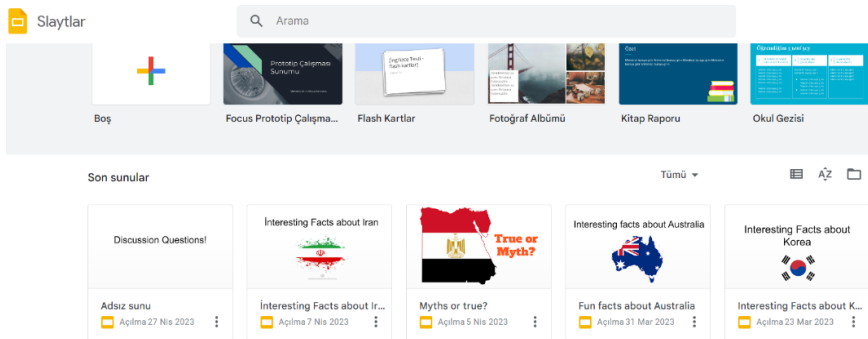 Slaytlar
Arama
Prototip Çalışması
Sunumu
Özet
Boş
Focus Prototip Çalışma...
Flash Kartlar
Fotoğraf Albümü
Kitap Raporu
Okul Gezisi
Son sunular
Tümü
AZ
Discussion Questions!
Interesting Facts about Iran
True or
Myth?
Interesting facts about Australia
Interesting Facts about
Korea
Adsız sunu
İnteresting Facts about Ir...
Myths or true?
Fun facts about Australia
Interesting Facts about K...
Açılma 27 Nis 2023
Açılma 7 Nis 2023
Açılma 5 Nis 2023
Açılma 31 Mar 2023
Açılma 23 Mar 2023